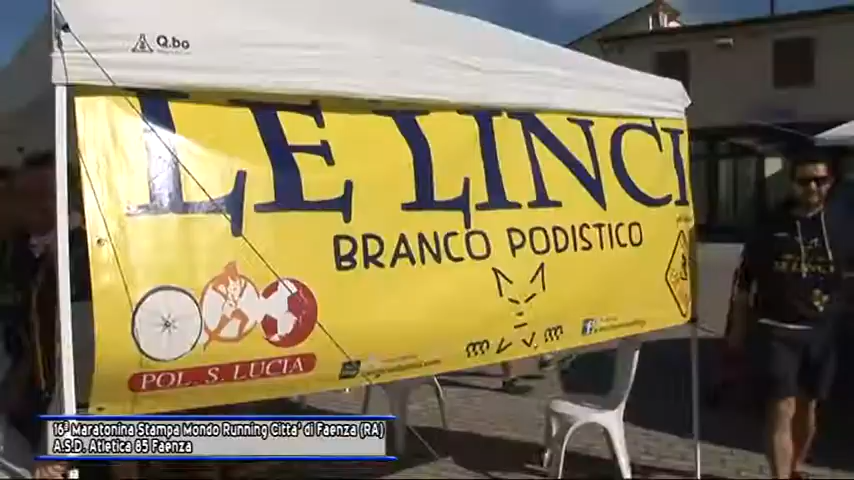 Q.bo
LE LINCI
BRANCO PODISTICO
POL. S. LUCIA
16ª Maratonina Stampa Mondo Running Citta' di Faenza (RA)
A.S.D. Atletica 85 Faenza